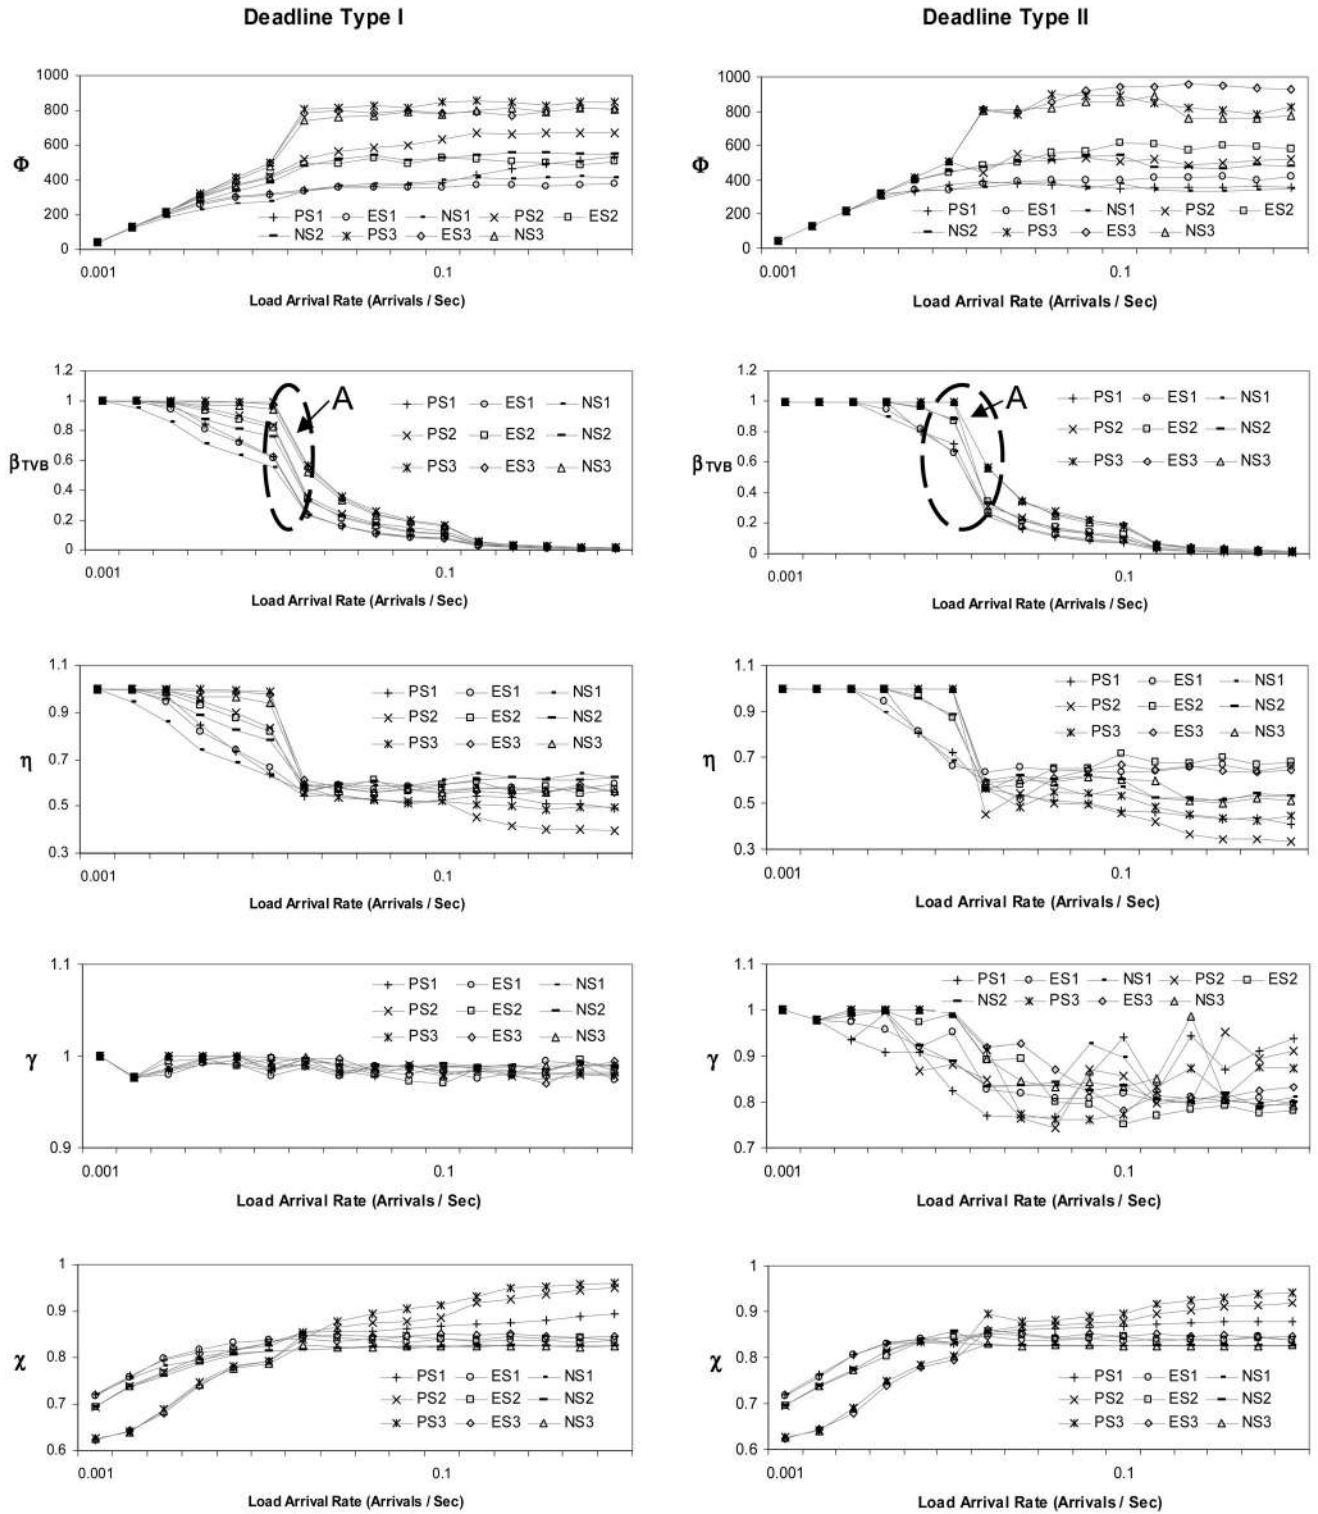 Deadline Type I
Deadline Type II
Φ
1000
800
600
400
200
0
PS1 ES1 NS1 PS2 ES2
NS2 PS3 ES3 NS3
0.001 0.1
Load Arrival Rate (Arrivals / Sec)
Φ
1000
800
600
400
200
0
PS1 ES1 NS1 PS2 ES2
NS2 PS3 ES3 NS3
0.001 0.1
Load Arrival Rate (Arrivals / Sec)
βTVB
1.2
1
0.8
0.6
0.4
0.2
0
A
PS1 ES1 NS1
PS2 ES2 NS2
PS3 ES3 NS3
0.001 0.1
Load Arrival Rate (Arrivals / Sec)
βTVB
1.2
1
0.8
0.6
0.4
0.2
0
A
PS1 ES1 NS1
PS2 ES2 NS2
PS3 ES3 NS3
0.001 0.1
Load Arrival Rate (Arrivals / Sec)
η
1.1
0.9
0.7
0.5
0.3
PS1 ES1 NS1
PS2 ES2 NS2
PS3 ES3 NS3
0.001 0.1
Load Arrival Rate (Arrivals / Sec)
η
1.1
0.9
0.7
0.5
0.3
PS1 ES1 NS1
PS2 ES2 NS2
PS3 ES3 NS3
0.001 0.1
Load Arrival Rate (Arrivals / Sec)
γ
1.1
1
0.9
PS1 ES1 NS1
PS2 ES2 NS2
PS3 ES3 NS3
0.001 0.1
Load Arrival Rate (Arrivals / Sec)
γ
1.1
1
0.9
0.8
0.7
PS1 ES1 NS1 PS2 ES2
NS2 PS3 ES3 NS3
0.001 0.1
Load Arrival Rate (Arrivals / Sec)
χ
1
0.9
0.8
0.7
0.6
PS1 ES1 NS1
PS2 ES2 NS2
PS3 ES3 NS3
0.001 0.1
Load Arrival Rate (Arrivals / Sec)
χ
1
0.9
0.8
0.7
0.6
PS1 ES1 NS1
PS2 ES2 NS2
PS3 ES3 NS3
0.001 0.1
Load Arrival Rate (Arrivals / Sec)